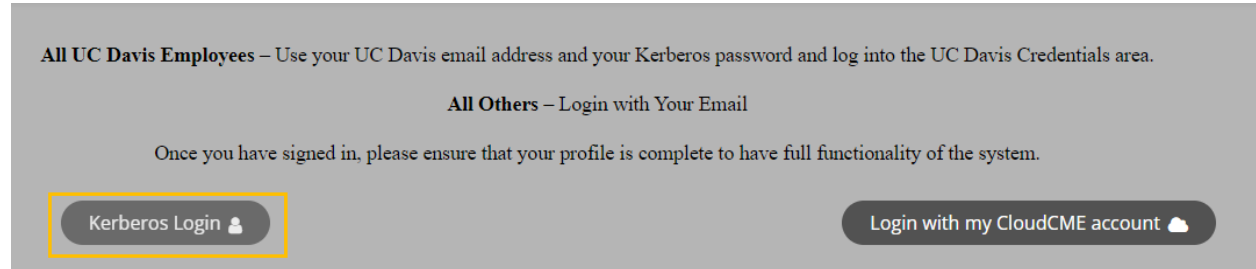 All UC Davis Employees – Use your UC Davis email address and your Kerberos password and log into the UC Davis Credentials area.
All Others – Login with Your Email
Once you have signed in, please ensure that your profile is complete to have full functionality of the system.
Kerberos Login
Login with my CloudCME account